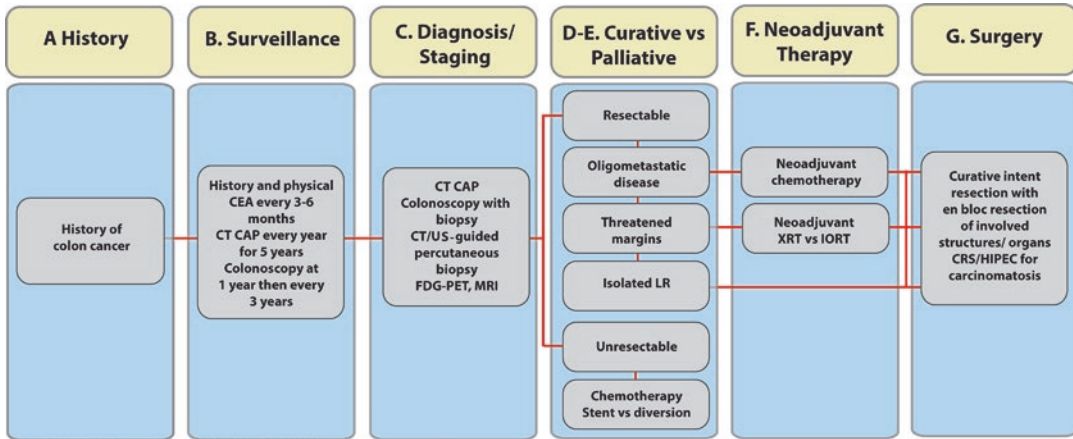 A History
B. Surveillance
C. Diagnosis/
Staging
D-E. Curative vs
Palliative
F. Neoadjuvant
Therapy
G. Surgery
History of
colon cancer
History and physical
CEA every 3-6
months
CT CAP every year
for 5 years
Colonoscopy at
1 year then every
3 years
CT CAP
Colonoscopy with
biopsy
CT/US-guided
percutaneous
biopsy
FDG-PET, MRI
Resectable
Oligometastatic
disease
Threatened
margins
Isolated LR
Unresectable
Chemotherapy
Stent vs diversion
Neoadjuvant
chemotherapy
Neoadjuvant
XRT vs IORT
Curative intent
resection with
en bloc resection
of involved
structures/ organs
CRS/HIPEC for
carcinomatosis